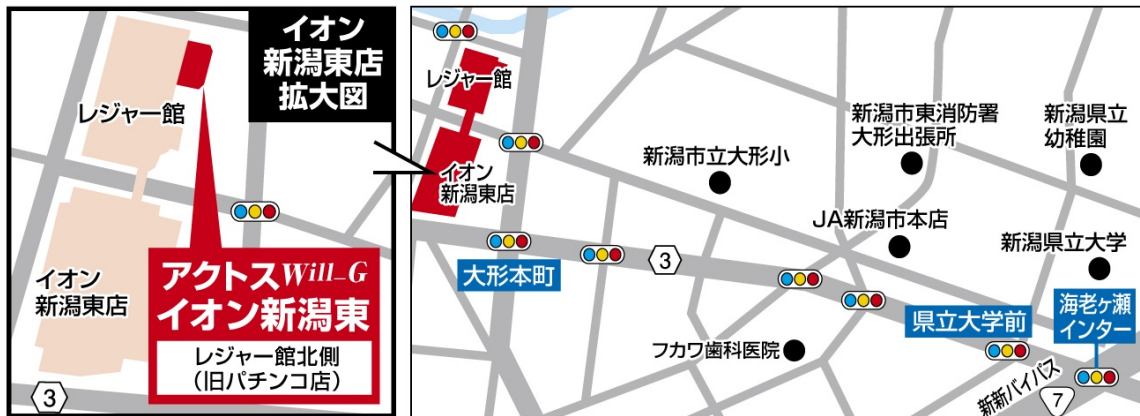 イオン
新潟東店
拡大図
レジャー館
イオン
新潟東店
アクトスWill_G
イオン新潟東
レジャー館北側
(旧パチンコ店)
3
レジャー館
イオン
新潟東店
新潟市立大形小
新潟市東消防署
大形出張所
新潟県立
幼稚園
JA新潟市本店
新潟県立大学
大形本町
3
フカワ歯科医院
県立大学前
海老ヶ瀬
インター
新新バイパス
7